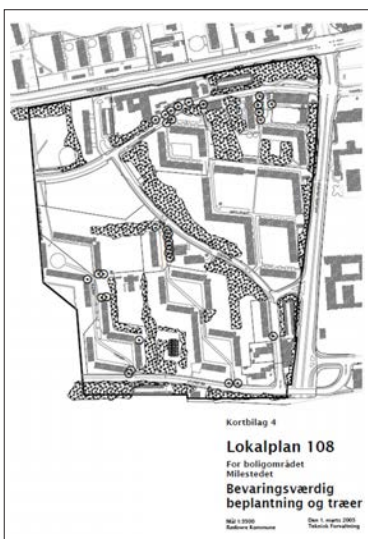 Kortbilag 4
Lokalplan 108
For boligområdet
Milestedet
Bevaringsværdig
beplantning og træer
Mål 1:3500 Den 1. marts 2005
Rødovre Kommune Teknisk Forvaltning